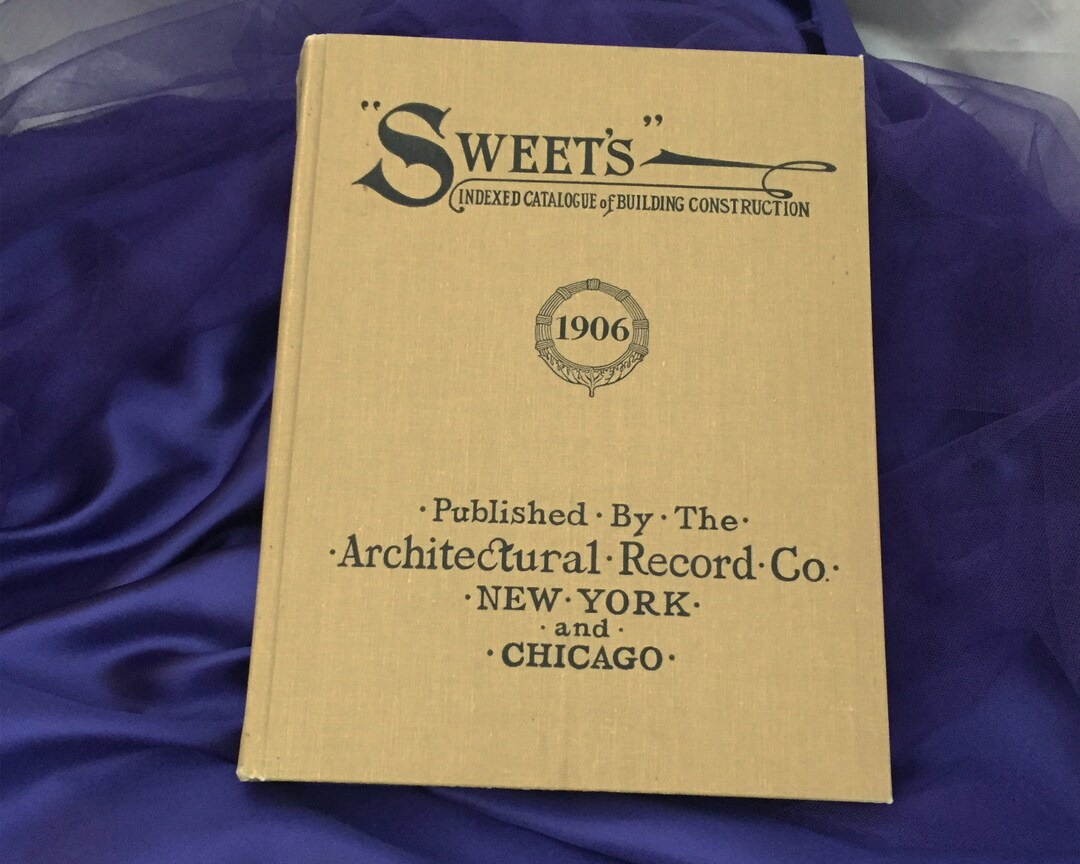 "SWEET'S"
INDEXED CATALOGUE of BUILDING CONSTRUCTION
1906
·Published·By·The·
·Architectural·Record·Co.·
·NEW·YORK·
·and·
·CHICAGO·